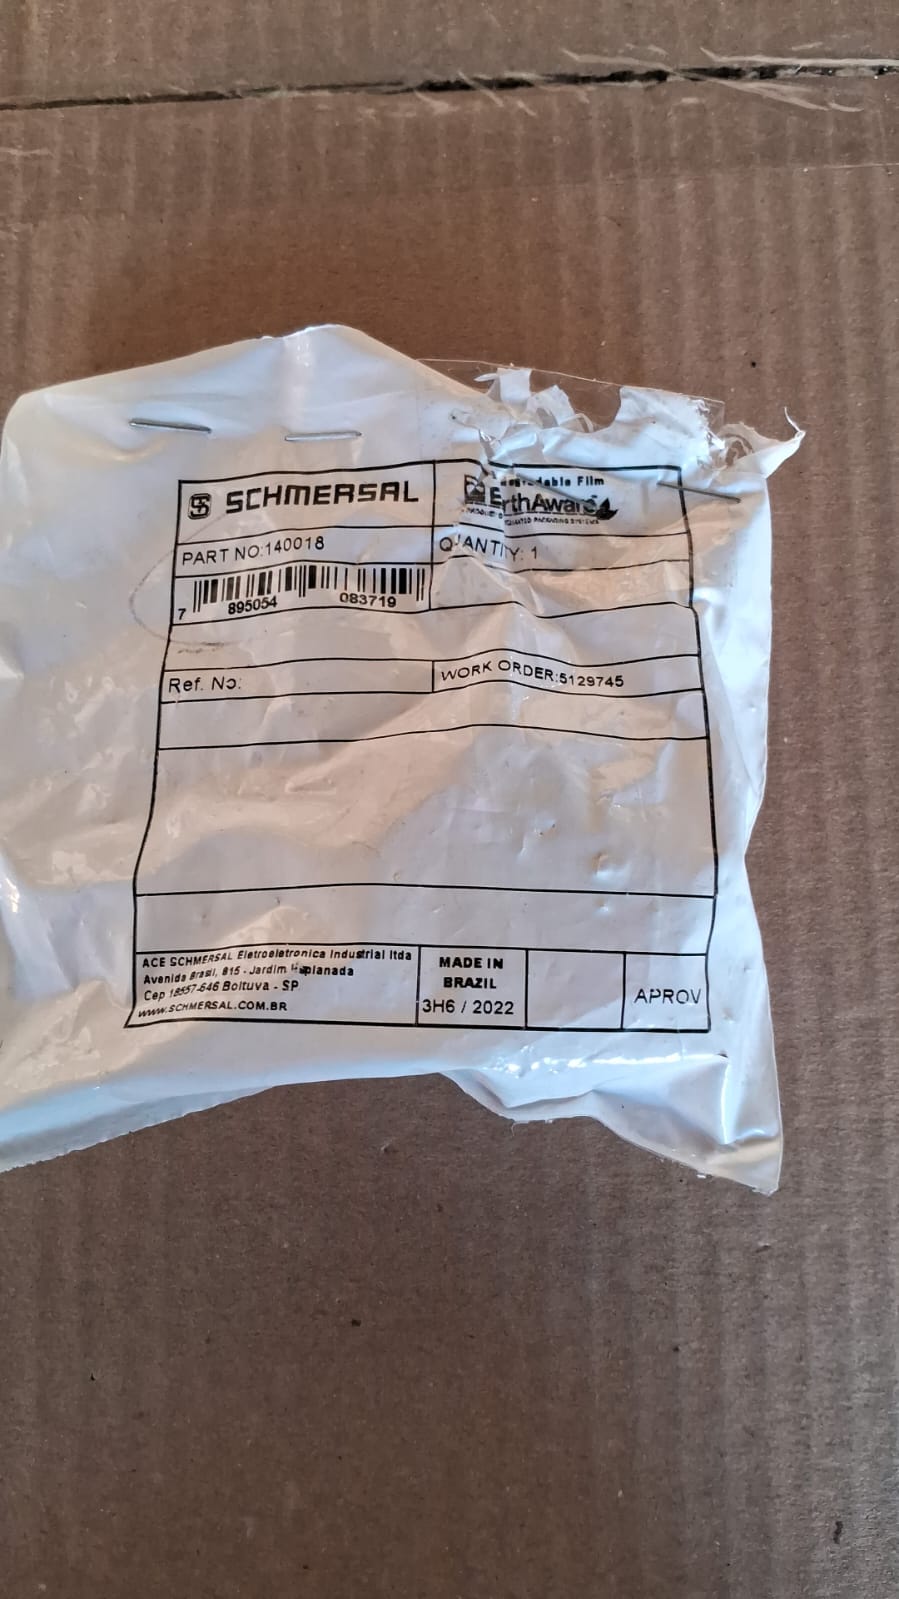 SCHMERSAL
Film
PART NO:140018
QUANTITY: 1
7 895054 083719
Ref. No:
WORK ORDER:5129745
ACE SCHMERSAL Eletroeletronica Industrial ltda
Avenida Brasil, 815 - Jardim
Cep 18557-646 Boituva - SP
WWW.SCHMERSAL.COM.BR
MADE IN
BRAZIL
3H6 / 2022
APROV